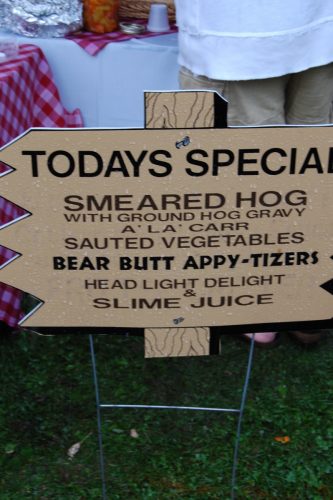 TODAYS SPECIAL
SMEARED HOG
WITH GROUND HOG GRAVY
A' LA' CARR
SAUTED VEGETABLES
BEAR BUTT APPY-TIZERS
HEAD LIGHT DELIGHT
&
SLIME JUICE